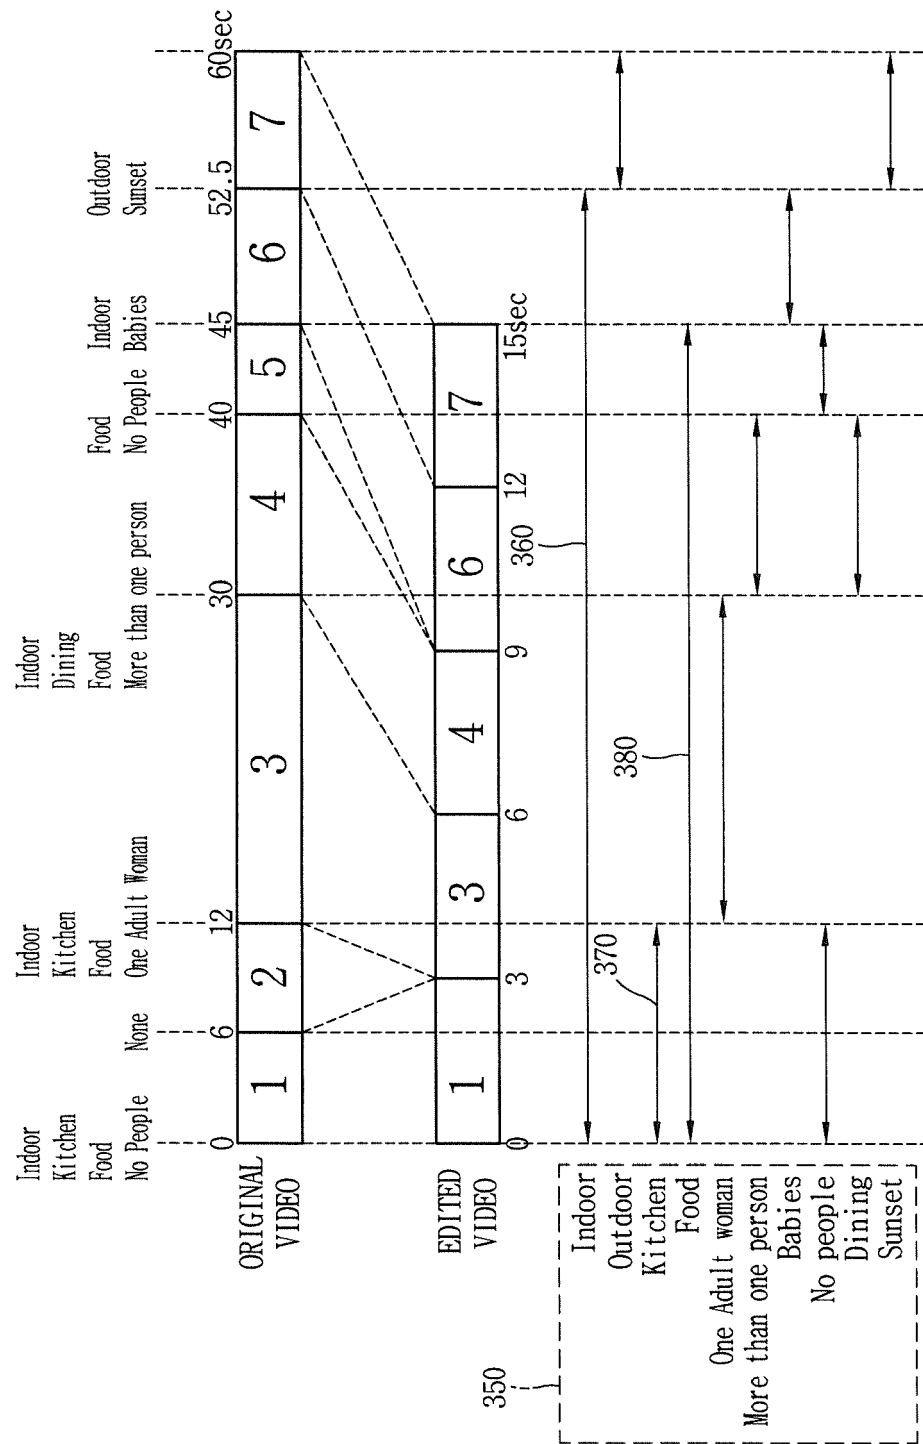 Indoor
Kitchen
Food
No People
None
Indoor
Kitchen
Food
One Adult Woman
Indoor
Dining
Food
More than one person
Food
No People
Indoor
Babies
Outdoor
Sunset
0
6
12
30
40
45
52.5
60sec
ORIGINAL
VIDEO
1
2
3
4
5
6
7
EDITED
VIDEO
1
3
4
6
7
0
3
6
9
12
15sec
350
360
370
380
Indoor
Outdoor
Kitchen
Food
One Adult woman
More than one person
Babies
No people
Dining
Sunset